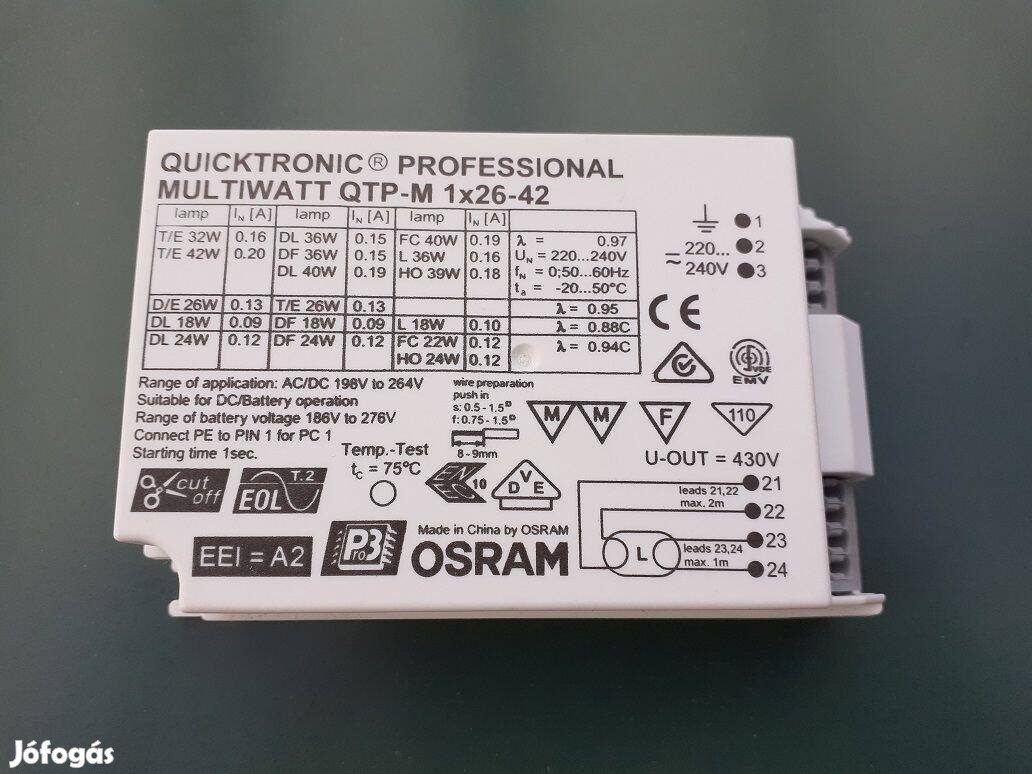 QUICKTRONIC® PROFESSIONAL
MULTIWATT QTP-M 1x26-42
lamp I_N [A] lamp I_N [A] lamp I_N [A]
T/E 32W 0.16 DL 36W 0.15 FC 40W 0.19 λ = 0.97
T/E 42W 0.20 DF 36W 0.15 L 36W 0.16 U_N = 220...240V
DL 40W 0.19 HO 39W 0.18 f_N = 0;50...60Hz
t_a = -20...50°C
D/E 26W 0.13 T/E 26W 0.13 λ = 0.95
DL 18W 0.09 DF 18W 0.09 L 18W 0.10 λ = 0.88C
DL 24W 0.12 DF 24W 0.12 FC 22W 0.12 λ = 0.94C
HO 24W 0.12
1
220... 2
240V 3
CE
VDE
EMV
Range of application: AC/DC 198V to 264V
Suitable for DC/Battery operation
Range of battery voltage 186V to 276V
Connect PE to PIN 1 for PC 1
Starting time 1sec.
wire preparation
push in
s: 0.5 - 1.5□
f: 0.75 - 1.5□
8 - 9mm
M M F 110
Temp.-Test
t_c = 75°C
cut
off
EOL T.2
ENEC 10
D V E
U-OUT = 430V
21
leads 21,22
max. 2m
22
23
leads 23,24
max. 1m
24
L
EEI = A2
Pro3
Made in China by OSRAM
OSRAM
Jófogás